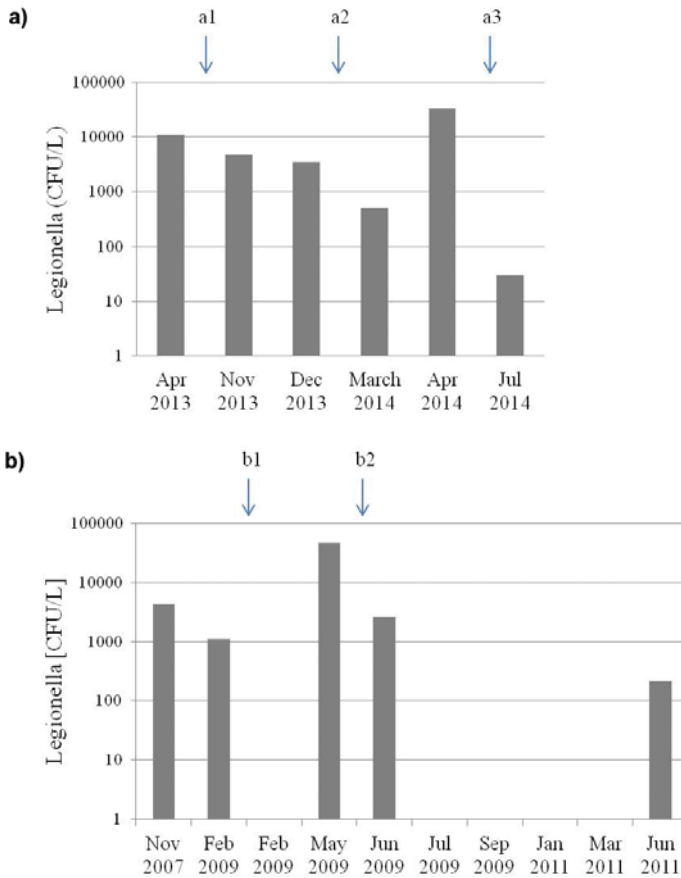 a)
a1 a2 a3
Legionella (CFU/L)
100000
10000
1000
100
10
1
Apr Nov Dec March Apr Jul
2013 2013 2013 2014 2014 2014
b)
b1 b2
Legionella [CFU/L]
100000
10000
1000
100
10
1
Nov Feb Feb May Jun Jul Sep Jan Mar Jun
2007 2009 2009 2009 2009 2009 2009 2011 2011 2011